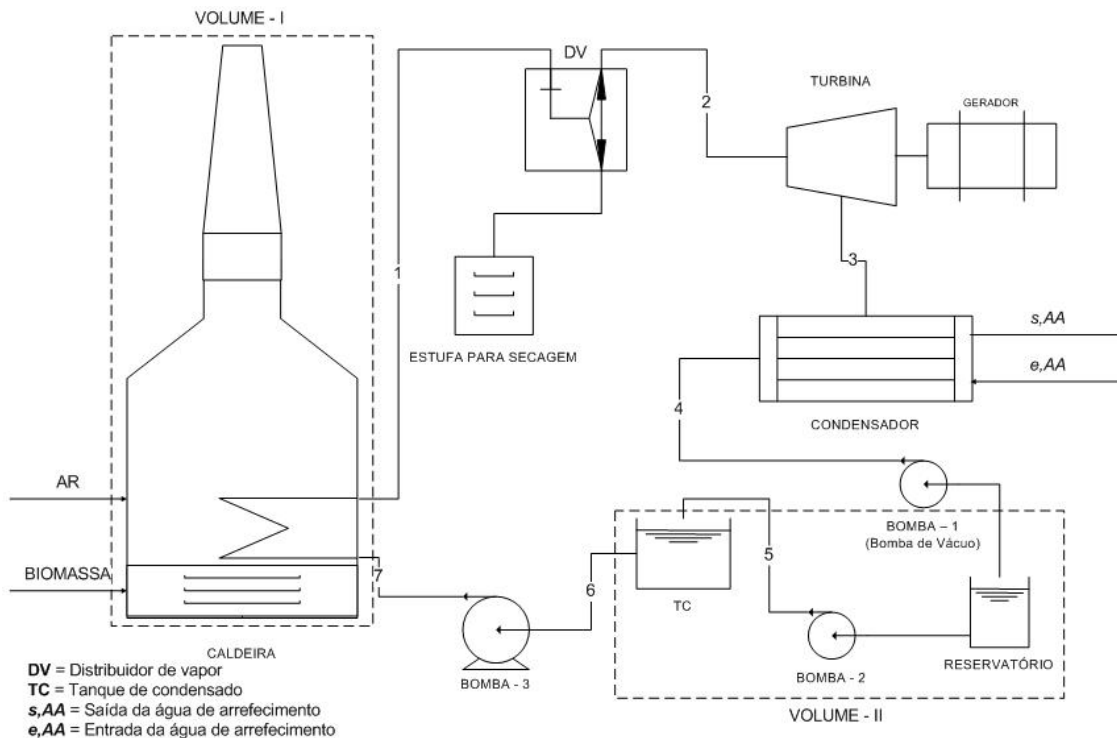 VOLUME - I
DV
2
TURBINA
GERADOR
1
3
ESTUFA PARA SECAGEM
s,AA
e,AA
4
CONDENSADOR
AR
BOMBA – 1
(Bomba de Vácuo)
BIOMASSA
7
6
TC
5
CALDEIRA
BOMBA - 3
BOMBA - 2
RESERVATÓRIO
VOLUME - II
DV = Distribuidor de vapor
TC = Tanque de condensado
s,AA = Saída da água de arrefecimento
e,AA = Entrada da água de arrefecimento